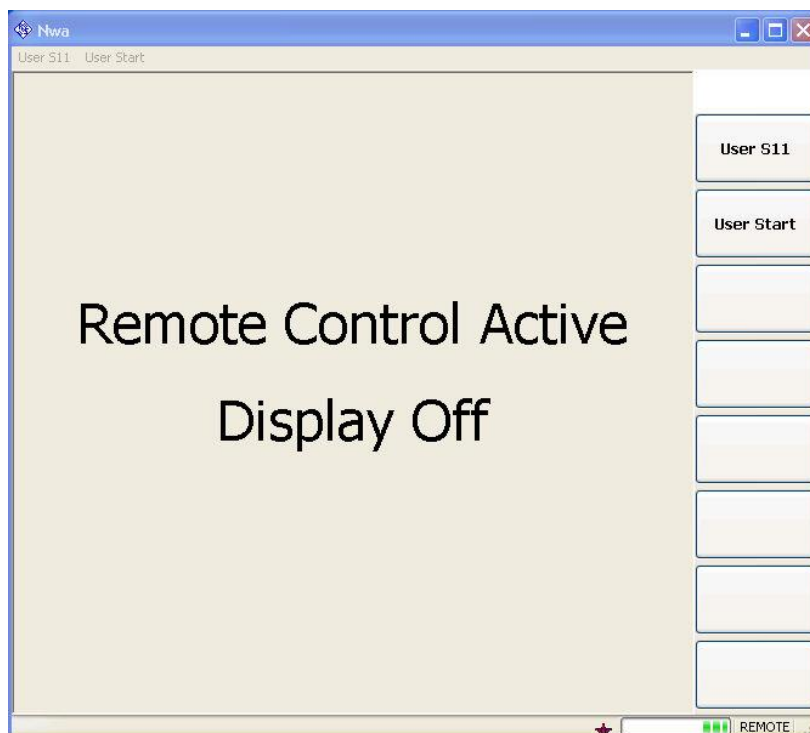 Nwa
User S11 User Start
User S11
User Start
Remote Control Active
Display Off
REMOTE